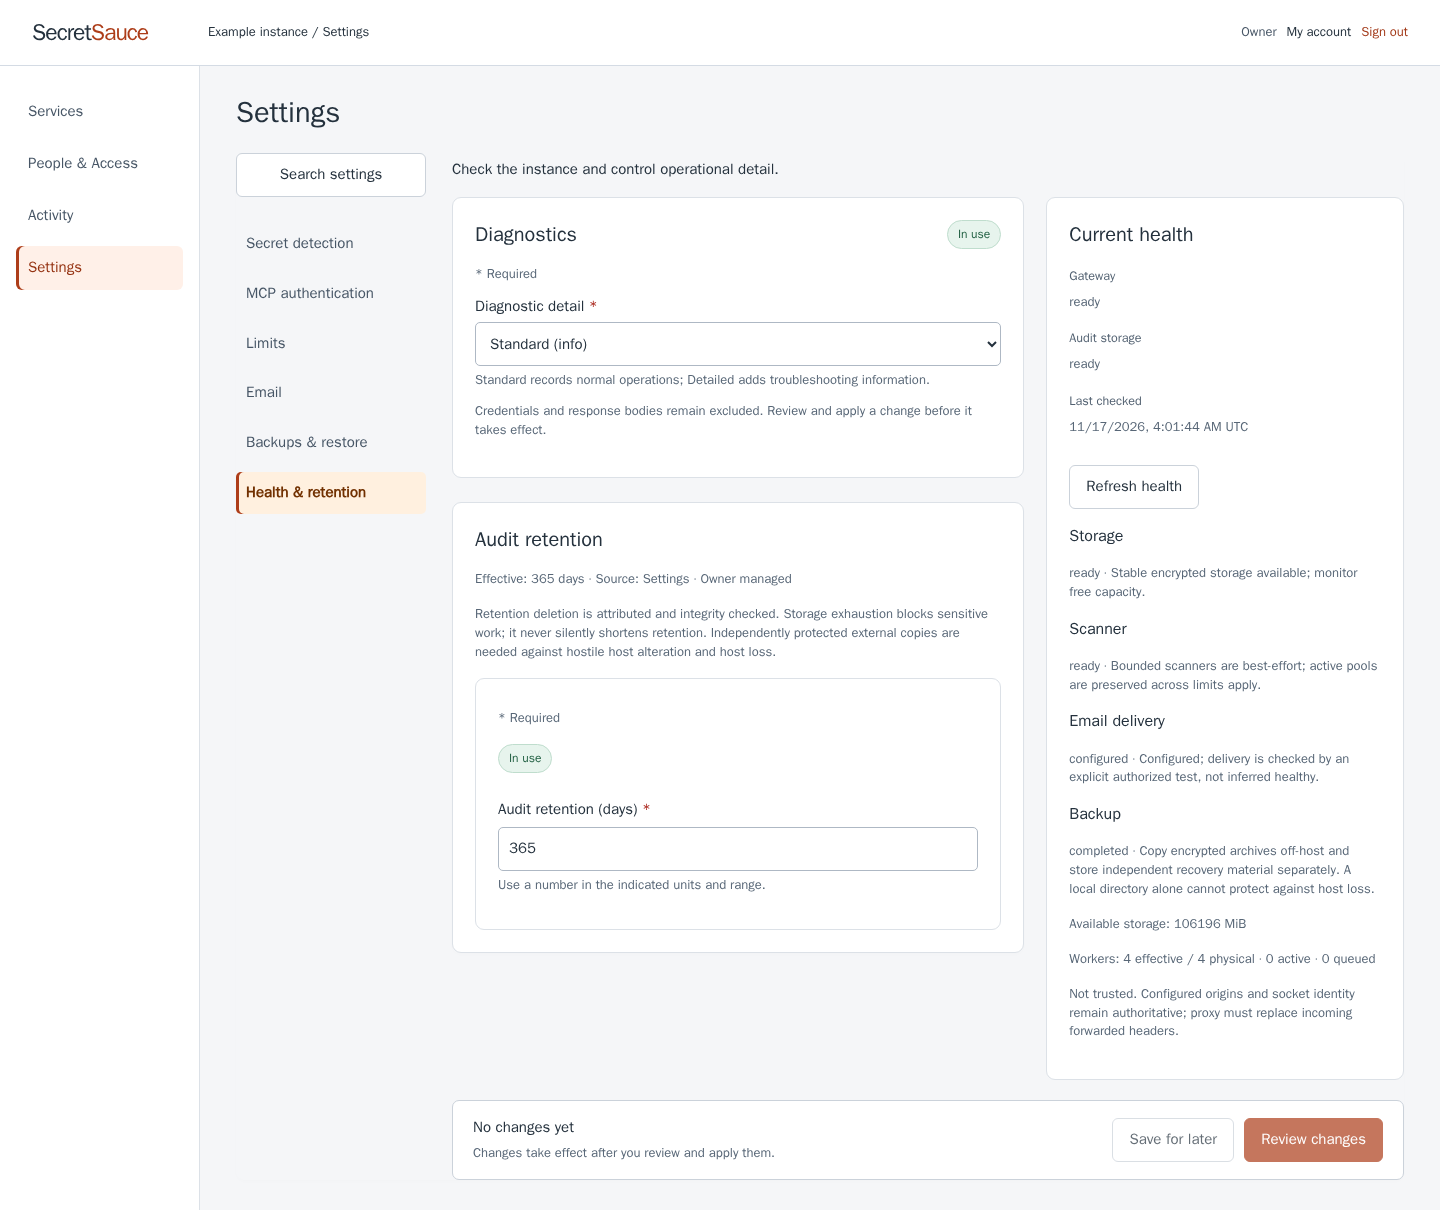 SecretSauce
Example instance / Settings
Owner My account Sign out
Services
People & Access
Activity
Settings
Settings
Search settings
Secret detection
MCP authentication
Limits
Email
Backups & restore
Health & retention
Check the instance and control operational detail.
Diagnostics
In use
* Required
Diagnostic detail *
Standard (info)
Standard records normal operations; Detailed adds troubleshooting information.
Credentials and response bodies remain excluded. Review and apply a change before it
takes effect.
Audit retention
Effective: 365 days · Source: Settings · Owner managed
Retention deletion is attributed and integrity checked. Storage exhaustion blocks sensitive
work; it never silently shortens retention. Independently protected external copies are
needed against hostile host alteration and host loss.
* Required
In use
Audit retention (days) *
365
Use a number in the indicated units and range.
Current health
Gateway
ready
Audit storage
ready
Last checked
11/17/2026, 4:01:44 AM UTC
Refresh health
Storage
ready · Stable encrypted storage available; monitor
free capacity.
Scanner
ready · Bounded scanners are best-effort; active pools
are preserved across limits apply.
Email delivery
configured · Configured; delivery is checked by an
explicit authorized test, not inferred healthy.
Backup
completed · Copy encrypted archives off-host and
store independent recovery material separately. A
local directory alone cannot protect against host loss.
Available storage: 106196 MiB
Workers: 4 effective / 4 physical · 0 active · 0 queued
Not trusted. Configured origins and socket identity
remain authoritative; proxy must replace incoming
forwarded headers.
No changes yet
Changes take effect after you review and apply them.
Save for later
Review changes